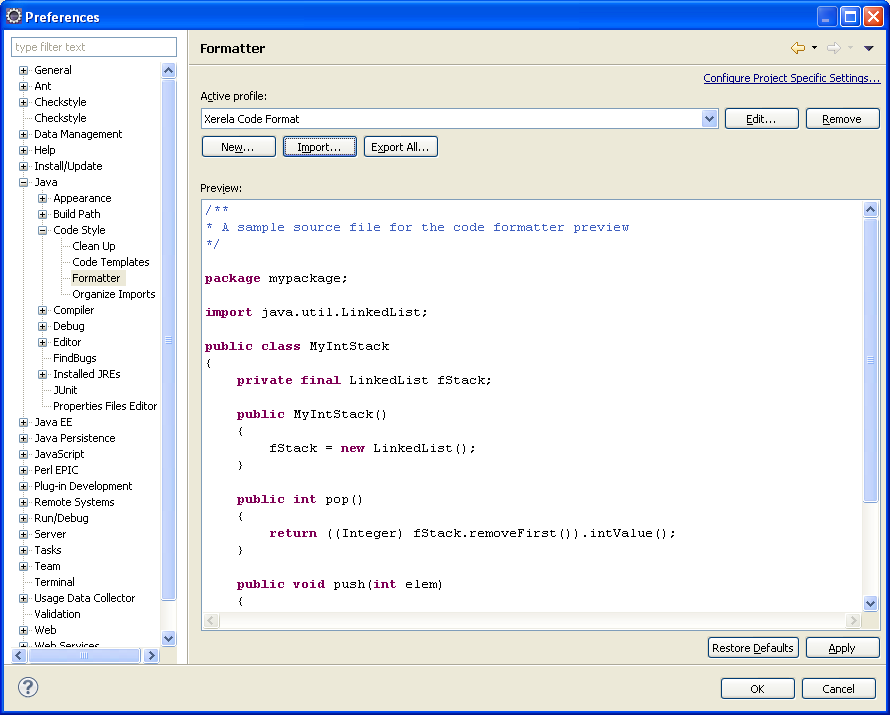 Preferences
type filter text
General
Ant
Checkstyle
Checkstyle
Data Management
Help
Install/Update
Java
Appearance
Build Path
Code Style
Clean Up
Code Templates
Formatter
Organize Imports
Compiler
Debug
Editor
FindBugs
Installed JREs
JUnit
Properties Files Editor
Java EE
Java Persistence
JavaScript
Perl EPIC
Plug-in Development
Remote Systems
Run/Debug
Server
Tasks
Team
Terminal
Usage Data Collector
Validation
Web
Web Services
Formatter
Configure Project Specific Settings...
Active profile:
Xerela Code Format
Edit...
Remove
New...
Import...
Export All...
Preview:
/**
* A sample source file for the code formatter preview
*/
package mypackage;
import java.util.LinkedList;
public class MyIntStack
{
private final LinkedList fStack;
public MyIntStack()
{
fStack = new LinkedList();
}
public int pop()
{
return ((Integer) fStack.removeFirst()).intValue();
}
public void push(int elem)
{
Restore Defaults
Apply
?
OK
Cancel